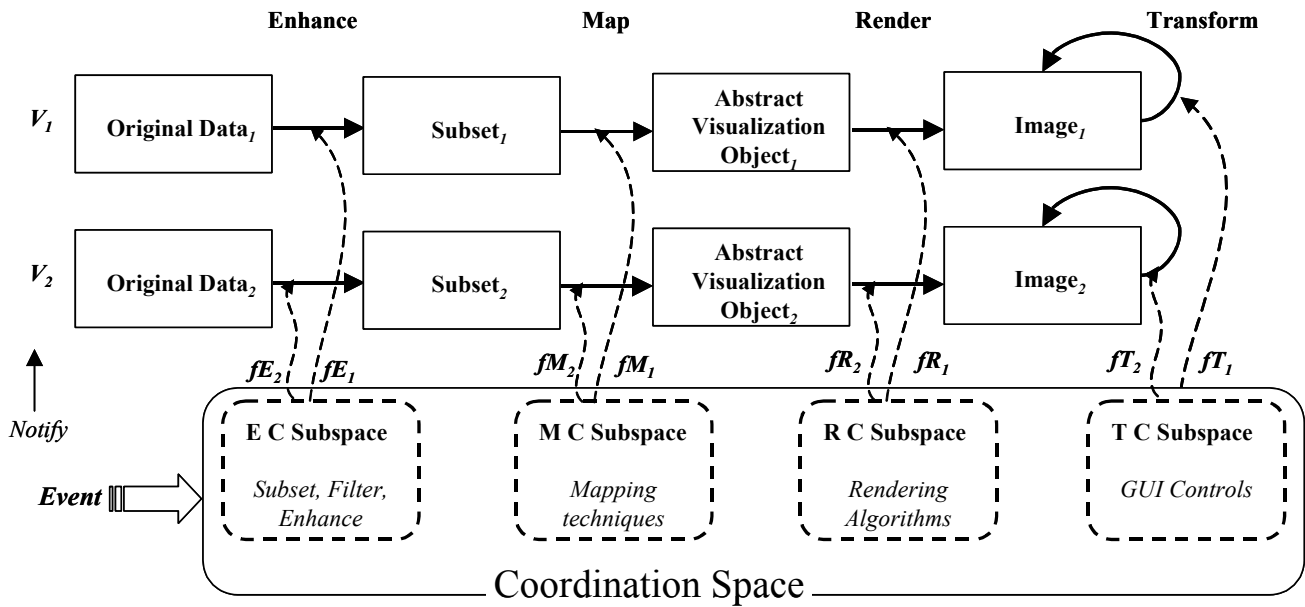 Enhance Map Render Transform
V1 Original Data1 Subset1 Abstract Visualization Object1 Image1
V2 Original Data2 Subset2 Abstract Visualization Object2 Image2
fE2 fE1 fM2 fM1 fR2 fR1 fT2 fT1
Notify
Event
E C Subspace
Subset, Filter,
Enhance
M C Subspace
Mapping
techniques
R C Subspace
Rendering
Algorithms
T C Subspace
GUI Controls
Coordination Space